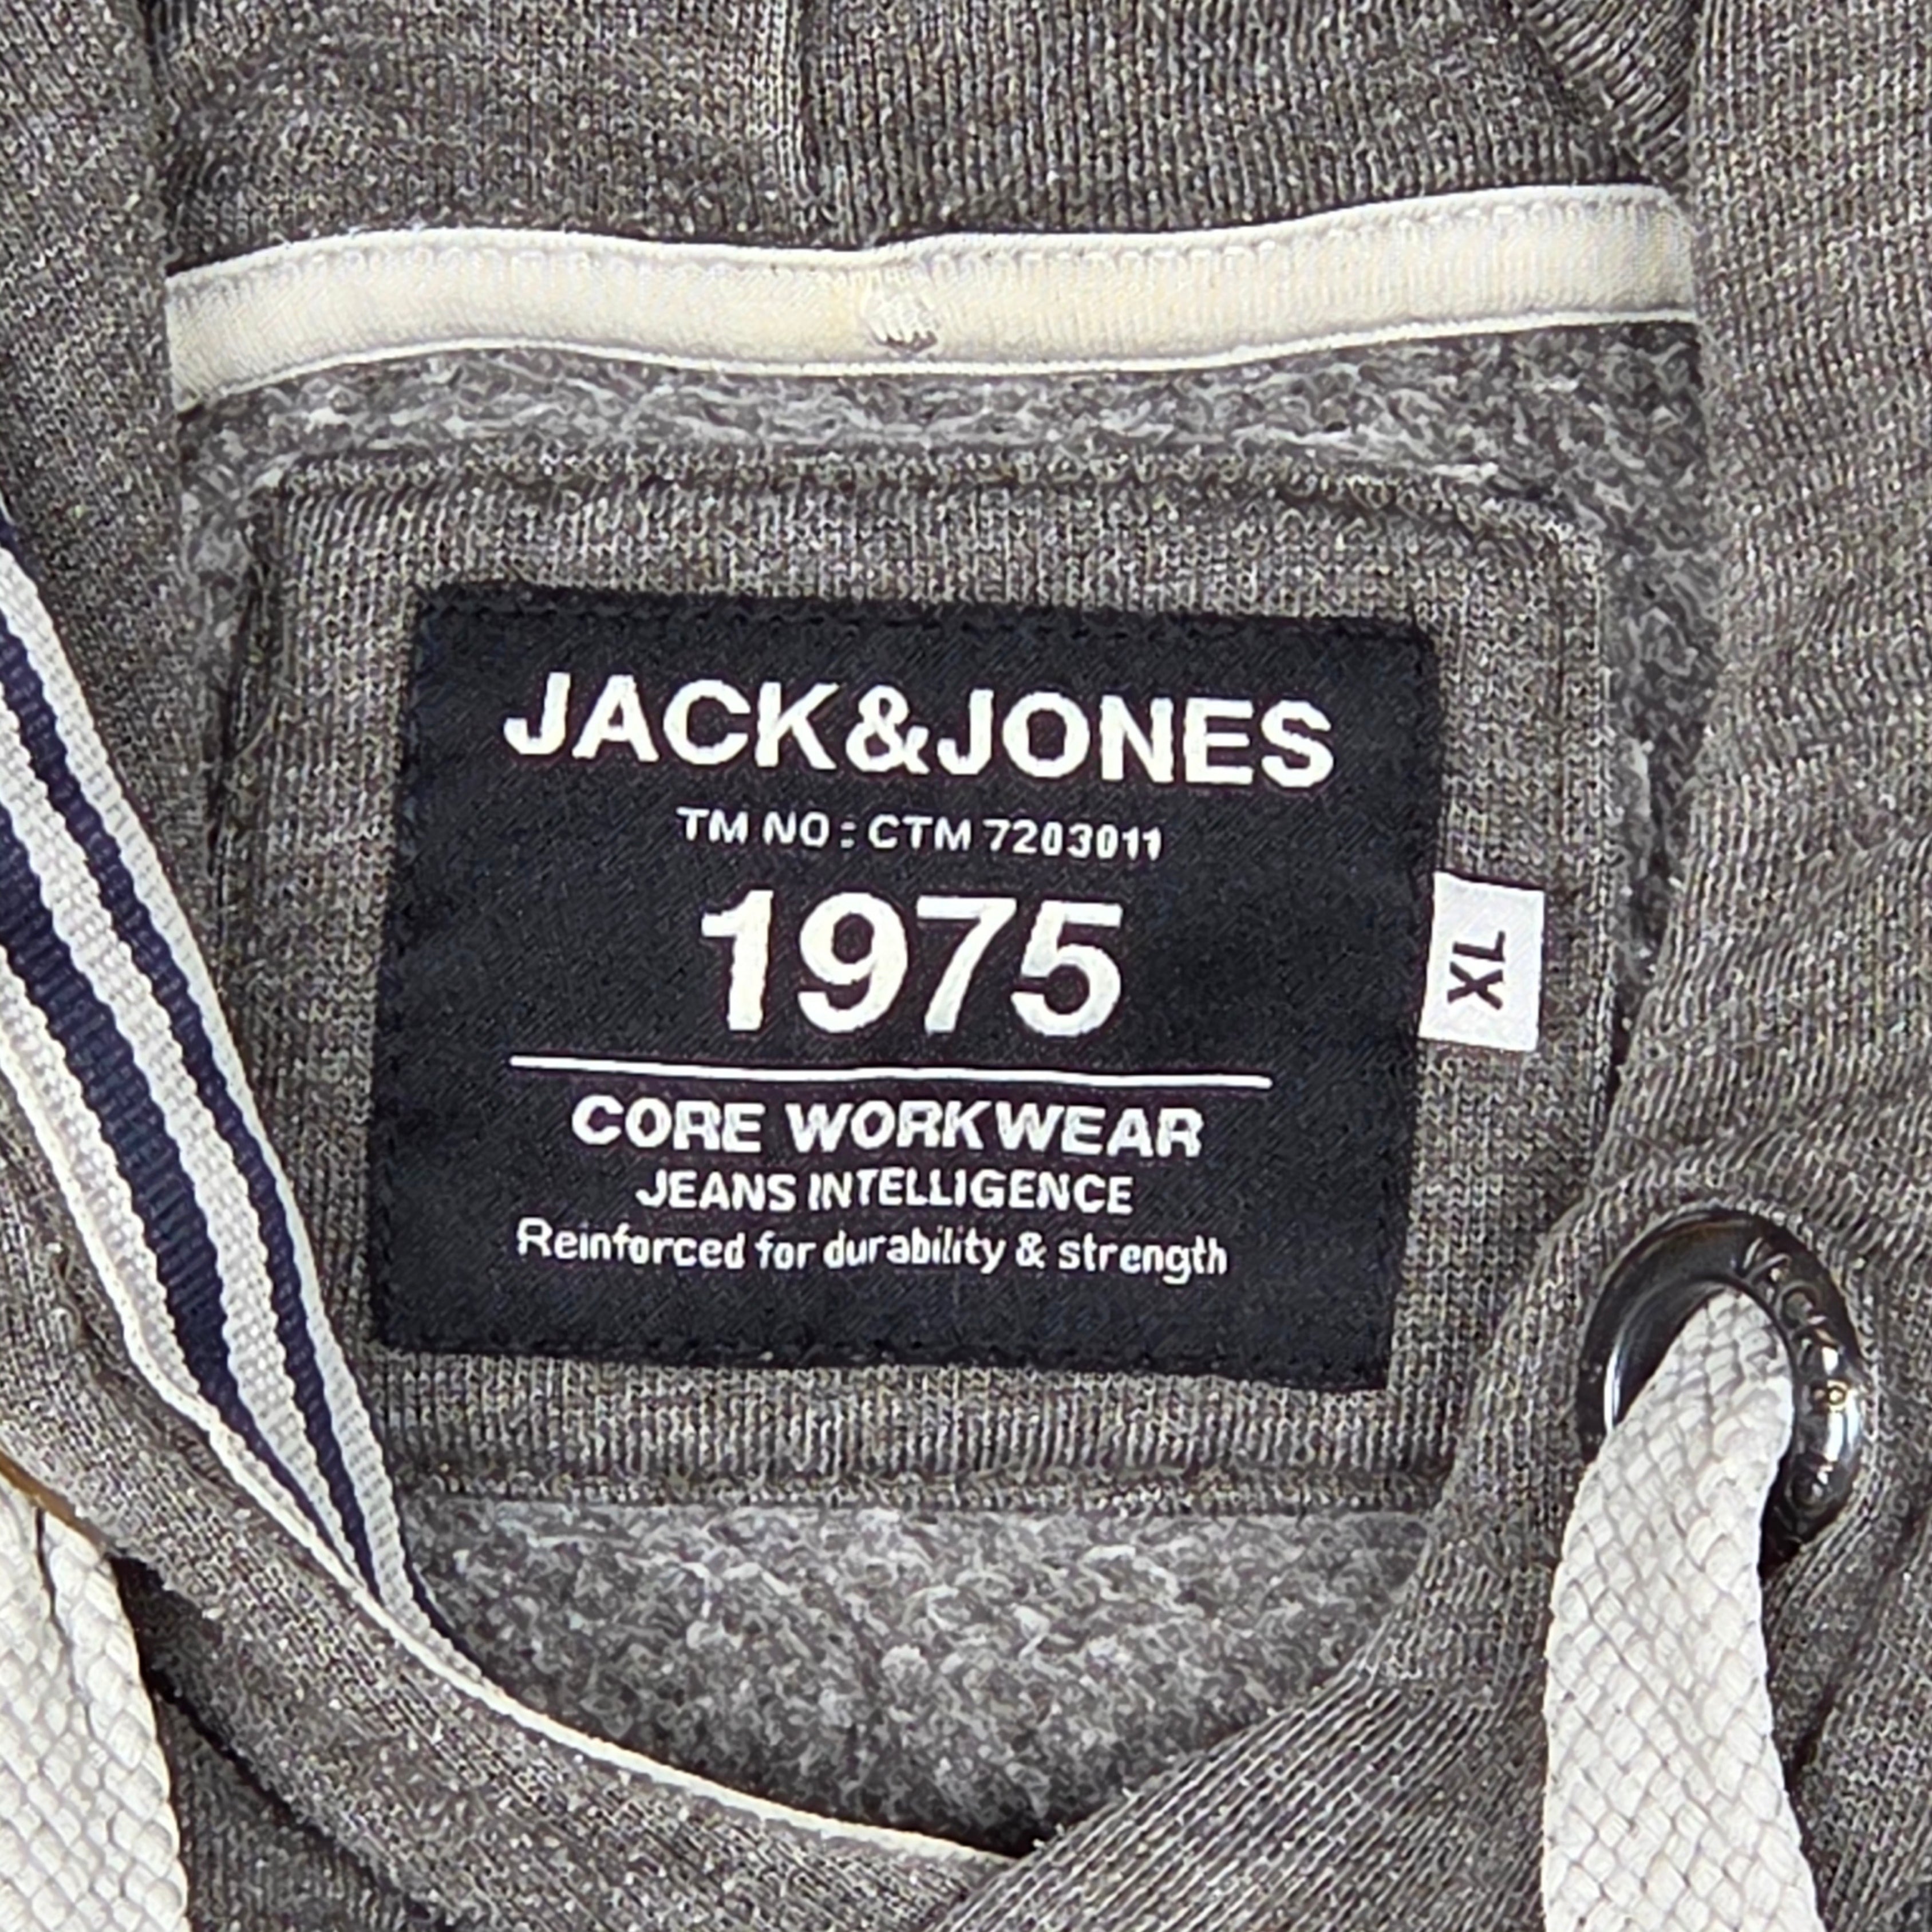 JACK&JONES
TM NO : CTM 7203011
1975
XL
CORE WORKWEAR
JEANS INTELLIGENCE
Reinforced for durability & strength